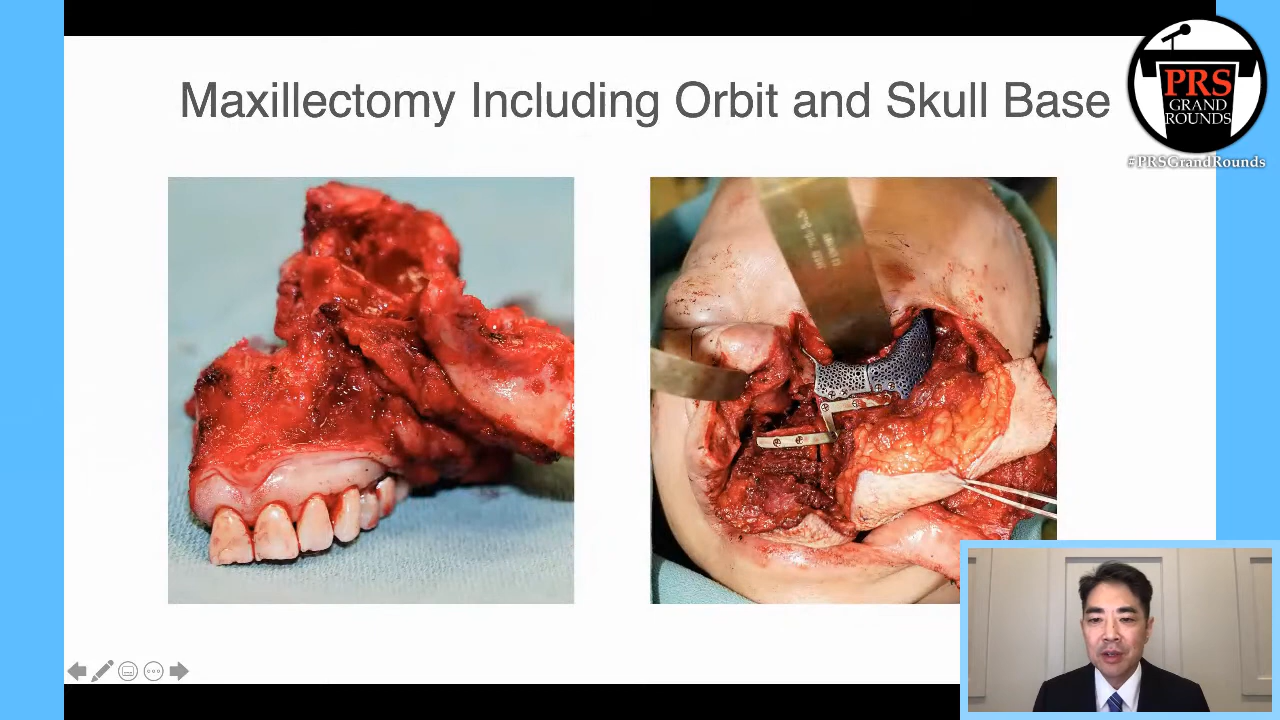 Maxillectomy Including Orbit and Skull Base
PRS
GRAND
ROUNDS
#PRSGrandRounds